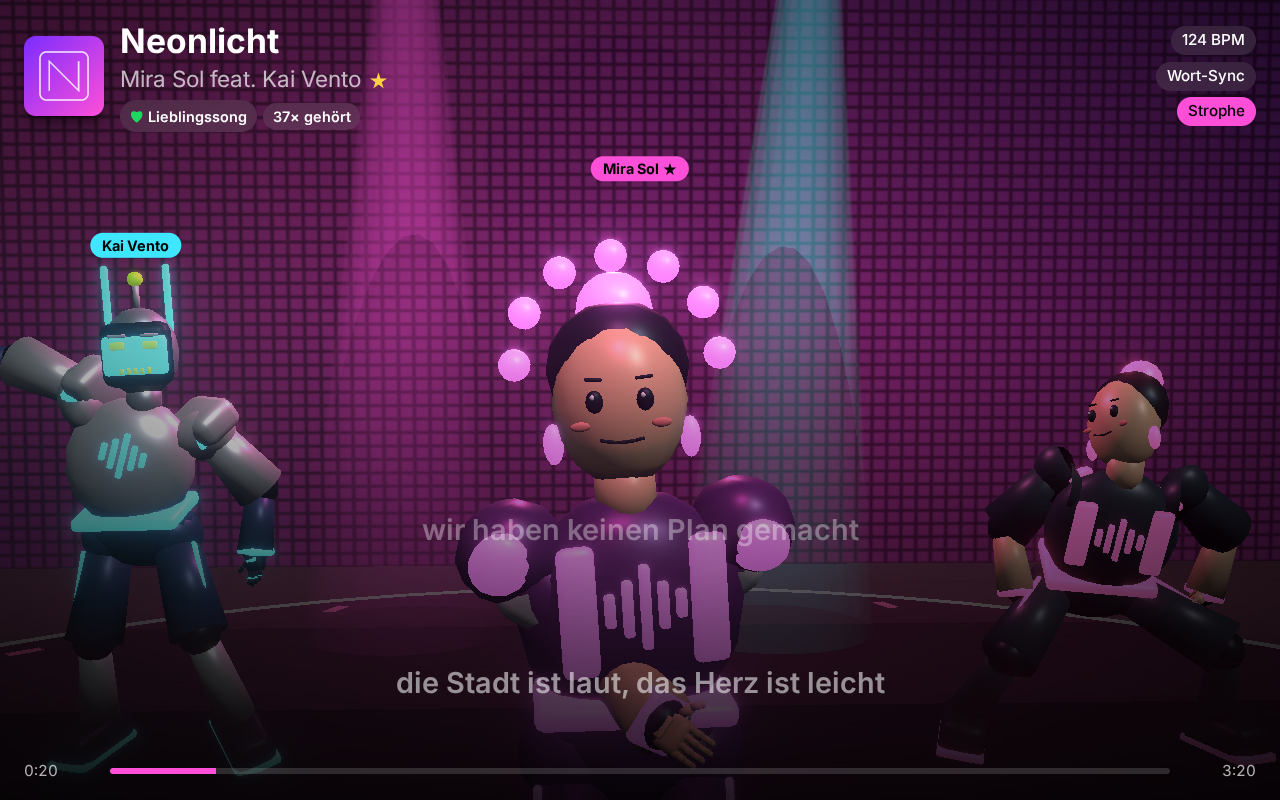 Neonlicht
Mira Sol feat. Kai Vento ★
Lieblingssong
37× gehört
124 BPM
Wort-Sync
Strophe
Mira Sol ★
Kai Vento
wir haben keinen Plan gemacht
die Stadt ist laut, das Herz ist leicht
0:20
3:20